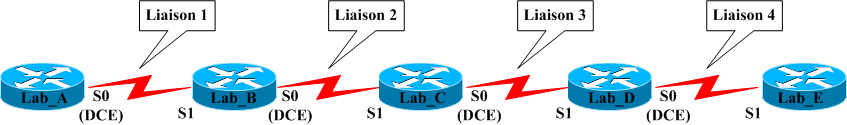 Liaison 1
Liaison 2
Liaison 3
Liaison 4
Lab_A
S0
(DCE)
S1
Lab_B
S0
(DCE)
S1
Lab_C
S0
(DCE)
S1
Lab_D
S0
(DCE)
S1
Lab_E